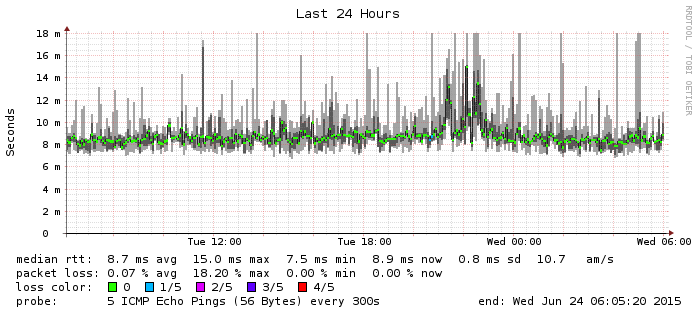 Last 24 Hours
RRDTOOL / TOBI OETIKER
Seconds
18 m
16 m
14 m
12 m
10 m
8 m
6 m
4 m
2 m
0
Tue 12:00 Tue 18:00 Wed 00:00 Wed 06:00
median rtt: 8.7 ms avg 15.0 ms max 7.5 ms min 8.9 ms now 0.8 ms sd 10.7 am/s
packet loss: 0.07 % avg 18.20 % max 0.00 % min 0.00 % now
loss color: 0 1/5 2/5 3/5 4/5
probe: 5 ICMP Echo Pings (56 Bytes) every 300s end: Wed Jun 24 06:05:20 2015